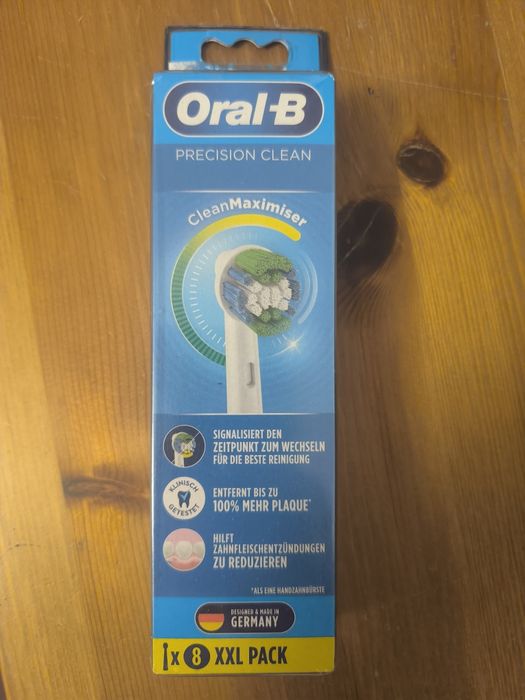 Oral-B
PRECISION CLEAN
CleanMaximiser
SIGNALISIERT DEN
ZEITPUNKT ZUM WECHSELN
FÜR DIE BESTE REINIGUNG
KLINISCH
GETESTET
ENTFERNT BIS ZU
100% MEHR PLAQUE*
HILFT
ZAHNFLEISCHENTZÜNDUNGEN
ZU REDUZIEREN
*ALS EINE HANDZAHNBÜRSTE
DESIGNED & MADE IN
GERMANY
x 8 XXL PACK